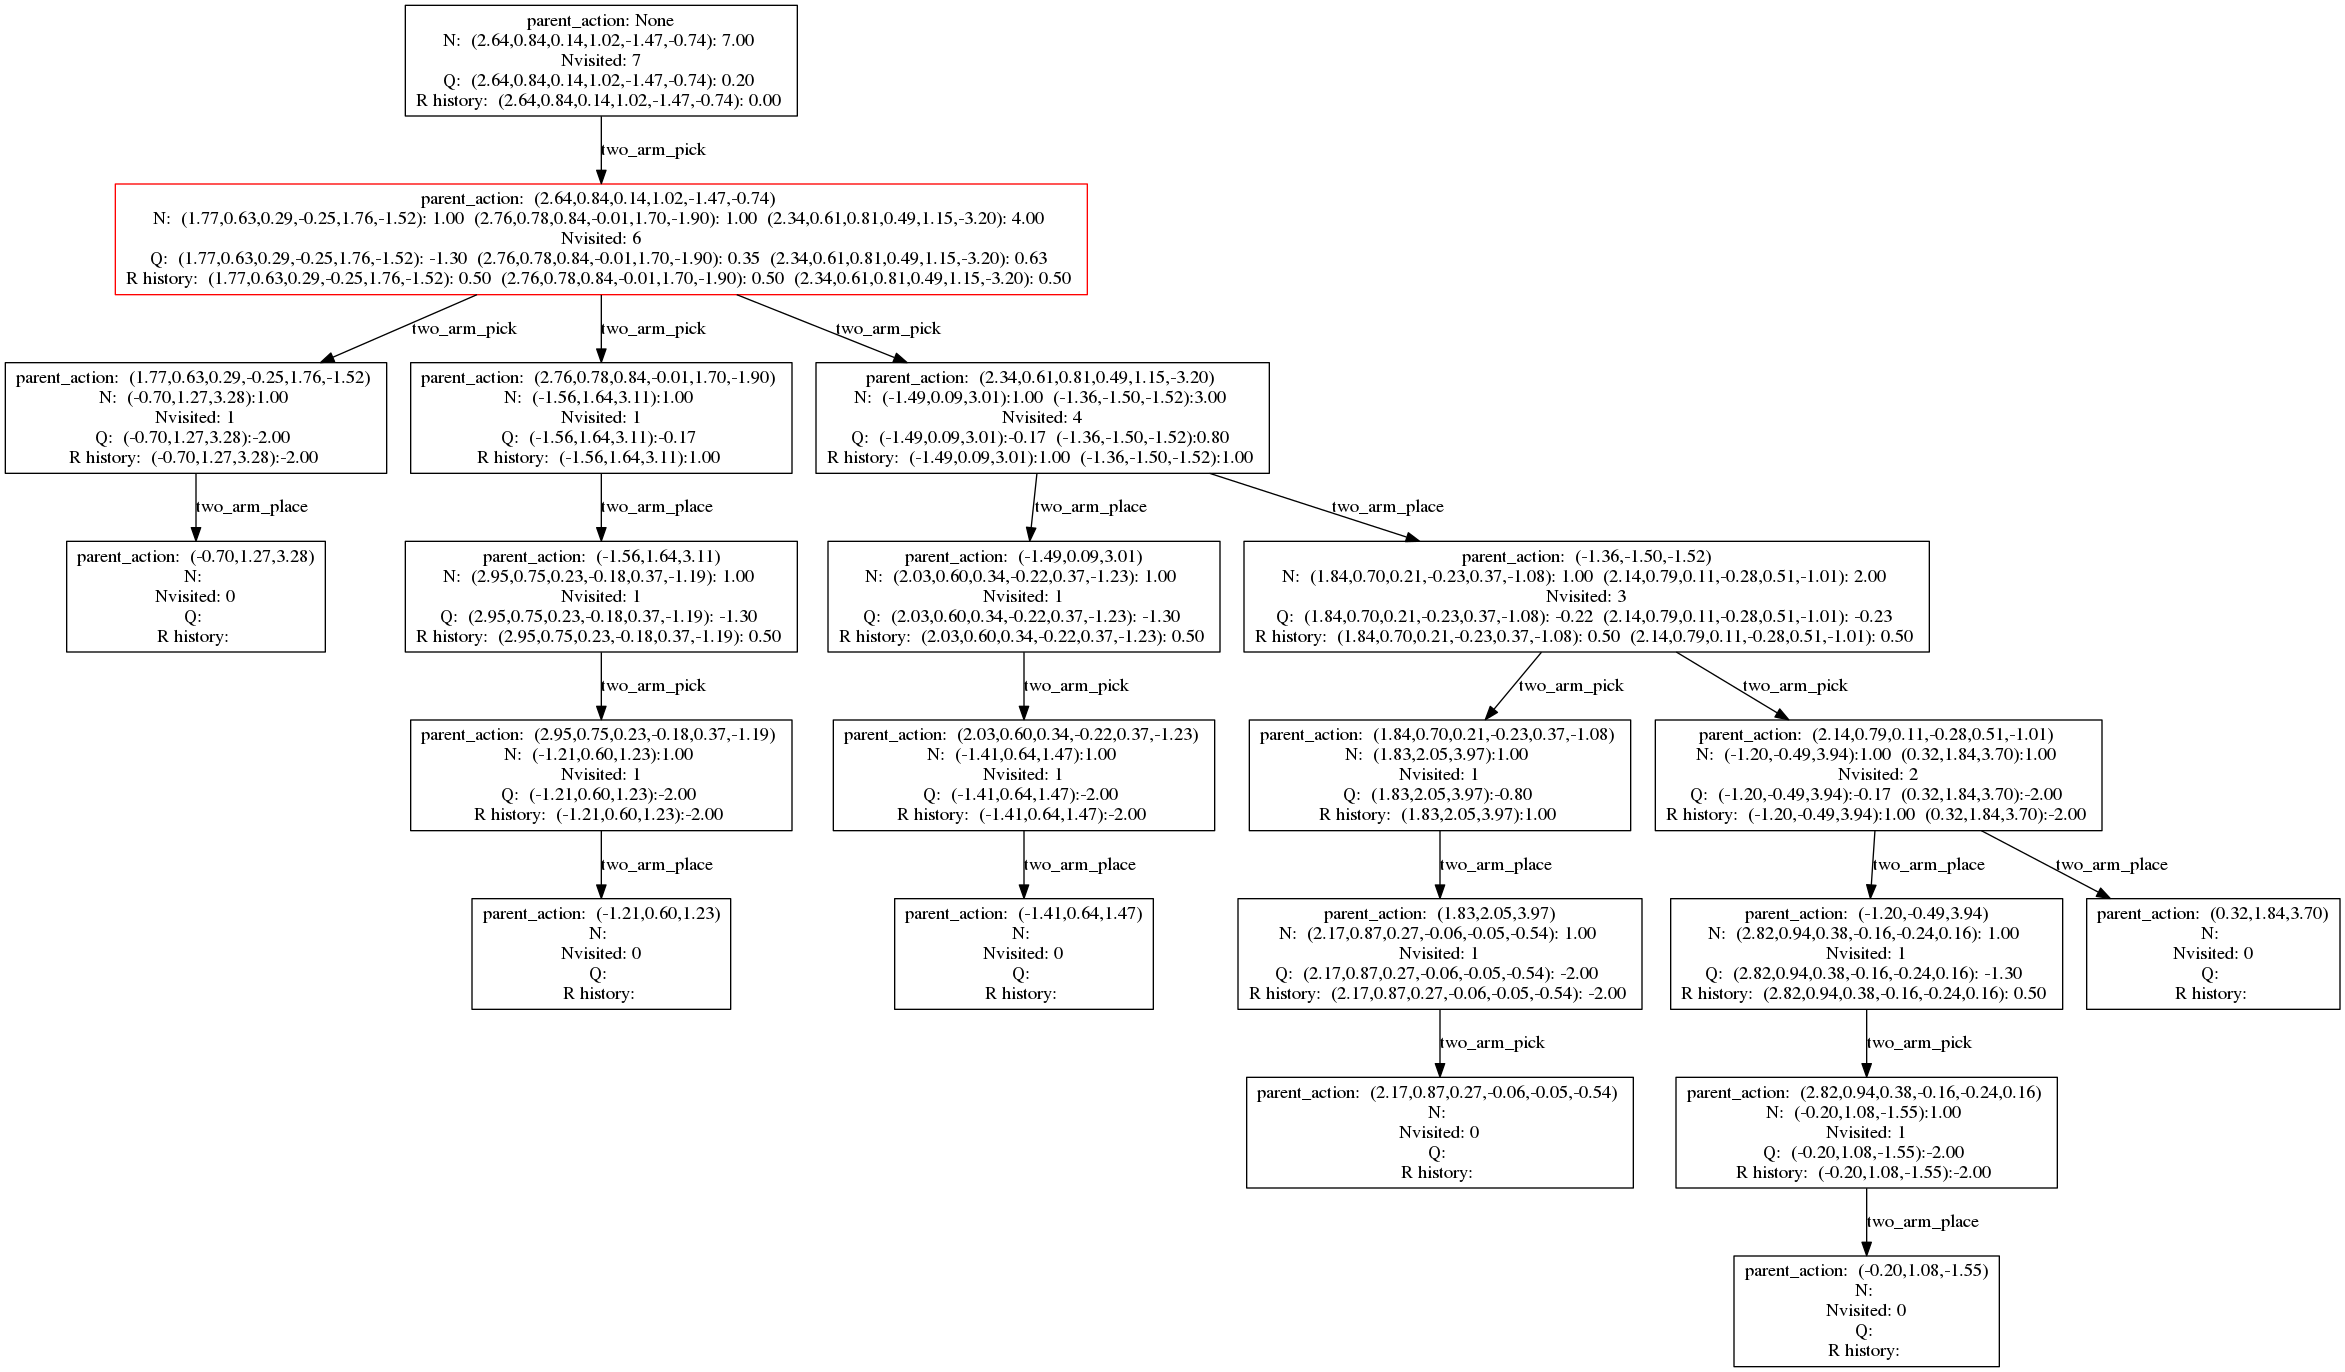 parent_action: None
N: (2.64,0.84,0.14,1.02,-1.47,-0.74): 7.00
Nvisited: 7
Q: (2.64,0.84,0.14,1.02,-1.47,-0.74): 0.20
R history: (2.64,0.84,0.14,1.02,-1.47,-0.74): 0.00
two_arm_pick
parent_action: (2.64,0.84,0.14,1.02,-1.47,-0.74)
N: (1.77,0.63,0.29,-0.25,1.76,-1.52): 1.00 (2.76,0.78,0.84,-0.01,1.70,-1.90): 1.00 (2.34,0.61,0.81,0.49,1.15,-3.20): 4.00
Nvisited: 6
Q: (1.77,0.63,0.29,-0.25,1.76,-1.52): -1.30 (2.76,0.78,0.84,-0.01,1.70,-1.90): 0.35 (2.34,0.61,0.81,0.49,1.15,-3.20): 0.63
R history: (1.77,0.63,0.29,-0.25,1.76,-1.52): 0.50 (2.76,0.78,0.84,-0.01,1.70,-1.90): 0.50 (2.34,0.61,0.81,0.49,1.15,-3.20): 0.50
two_arm_pick
two_arm_pick
two_arm_pick
parent_action: (1.77,0.63,0.29,-0.25,1.76,-1.52)
N: (-0.70,1.27,3.28):1.00
Nvisited: 1
Q: (-0.70,1.27,3.28):-2.00
R history: (-0.70,1.27,3.28):-2.00
parent_action: (2.76,0.78,0.84,-0.01,1.70,-1.90)
N: (-1.56,1.64,3.11):1.00
Nvisited: 1
Q: (-1.56,1.64,3.11):-0.17
R history: (-1.56,1.64,3.11):1.00
parent_action: (2.34,0.61,0.81,0.49,1.15,-3.20)
N: (-1.49,0.09,3.01):1.00 (-1.36,-1.50,-1.52):3.00
Nvisited: 4
Q: (-1.49,0.09,3.01):-0.17 (-1.36,-1.50,-1.52):0.80
R history: (-1.49,0.09,3.01):1.00 (-1.36,-1.50,-1.52):1.00
two_arm_place
two_arm_place
two_arm_place
two_arm_place
parent_action: (-0.70,1.27,3.28)
N:
Nvisited: 0
Q:
R history:
parent_action: (-1.56,1.64,3.11)
N: (2.95,0.75,0.23,-0.18,0.37,-1.19): 1.00
Nvisited: 1
Q: (2.95,0.75,0.23,-0.18,0.37,-1.19): -1.30
R history: (2.95,0.75,0.23,-0.18,0.37,-1.19): 0.50
parent_action: (-1.49,0.09,3.01)
N: (2.03,0.60,0.34,-0.22,0.37,-1.23): 1.00
Nvisited: 1
Q: (2.03,0.60,0.34,-0.22,0.37,-1.23): -1.30
R history: (2.03,0.60,0.34,-0.22,0.37,-1.23): 0.50
parent_action: (-1.36,-1.50,-1.52)
N: (1.84,0.70,0.21,-0.23,0.37,-1.08): 1.00 (2.14,0.79,0.11,-0.28,0.51,-1.01): 2.00
Nvisited: 3
Q: (1.84,0.70,0.21,-0.23,0.37,-1.08): -0.22 (2.14,0.79,0.11,-0.28,0.51,-1.01): -0.23
R history: (1.84,0.70,0.21,-0.23,0.37,-1.08): 0.50 (2.14,0.79,0.11,-0.28,0.51,-1.01): 0.50
two_arm_pick
two_arm_pick
two_arm_pick
two_arm_pick
parent_action: (2.95,0.75,0.23,-0.18,0.37,-1.19)
N: (-1.21,0.60,1.23):1.00
Nvisited: 1
Q: (-1.21,0.60,1.23):-2.00
R history: (-1.21,0.60,1.23):-2.00
parent_action: (2.03,0.60,0.34,-0.22,0.37,-1.23)
N: (-1.41,0.64,1.47):1.00
Nvisited: 1
Q: (-1.41,0.64,1.47):-2.00
R history: (-1.41,0.64,1.47):-2.00
parent_action: (1.84,0.70,0.21,-0.23,0.37,-1.08)
N: (1.83,2.05,3.97):1.00
Nvisited: 1
Q: (1.83,2.05,3.97):-0.80
R history: (1.83,2.05,3.97):1.00
parent_action: (2.14,0.79,0.11,-0.28,0.51,-1.01)
N: (-1.20,-0.49,3.94):1.00 (0.32,1.84,3.70):1.00
Nvisited: 2
Q: (-1.20,-0.49,3.94):-0.17 (0.32,1.84,3.70):-2.00
R history: (-1.20,-0.49,3.94):1.00 (0.32,1.84,3.70):-2.00
two_arm_place
two_arm_place
two_arm_place
two_arm_place
two_arm_place
parent_action: (-1.21,0.60,1.23)
N:
Nvisited: 0
Q:
R history:
parent_action: (-1.41,0.64,1.47)
N:
Nvisited: 0
Q:
R history:
parent_action: (1.83,2.05,3.97)
N: (2.17,0.87,0.27,-0.06,-0.05,-0.54): 1.00
Nvisited: 1
Q: (2.17,0.87,0.27,-0.06,-0.05,-0.54): -2.00
R history: (2.17,0.87,0.27,-0.06,-0.05,-0.54): -2.00
parent_action: (-1.20,-0.49,3.94)
N: (2.82,0.94,0.38,-0.16,-0.24,0.16): 1.00
Nvisited: 1
Q: (2.82,0.94,0.38,-0.16,-0.24,0.16): -1.30
R history: (2.82,0.94,0.38,-0.16,-0.24,0.16): 0.50
parent_action: (0.32,1.84,3.70)
N:
Nvisited: 0
Q:
R history:
two_arm_pick
two_arm_pick
parent_action: (2.17,0.87,0.27,-0.06,-0.05,-0.54)
N:
Nvisited: 0
Q:
R history:
parent_action: (2.82,0.94,0.38,-0.16,-0.24,0.16)
N: (-0.20,1.08,-1.55):1.00
Nvisited: 1
Q: (-0.20,1.08,-1.55):-2.00
R history: (-0.20,1.08,-1.55):-2.00
two_arm_place
parent_action: (-0.20,1.08,-1.55)
N:
Nvisited: 0
Q:
R history: